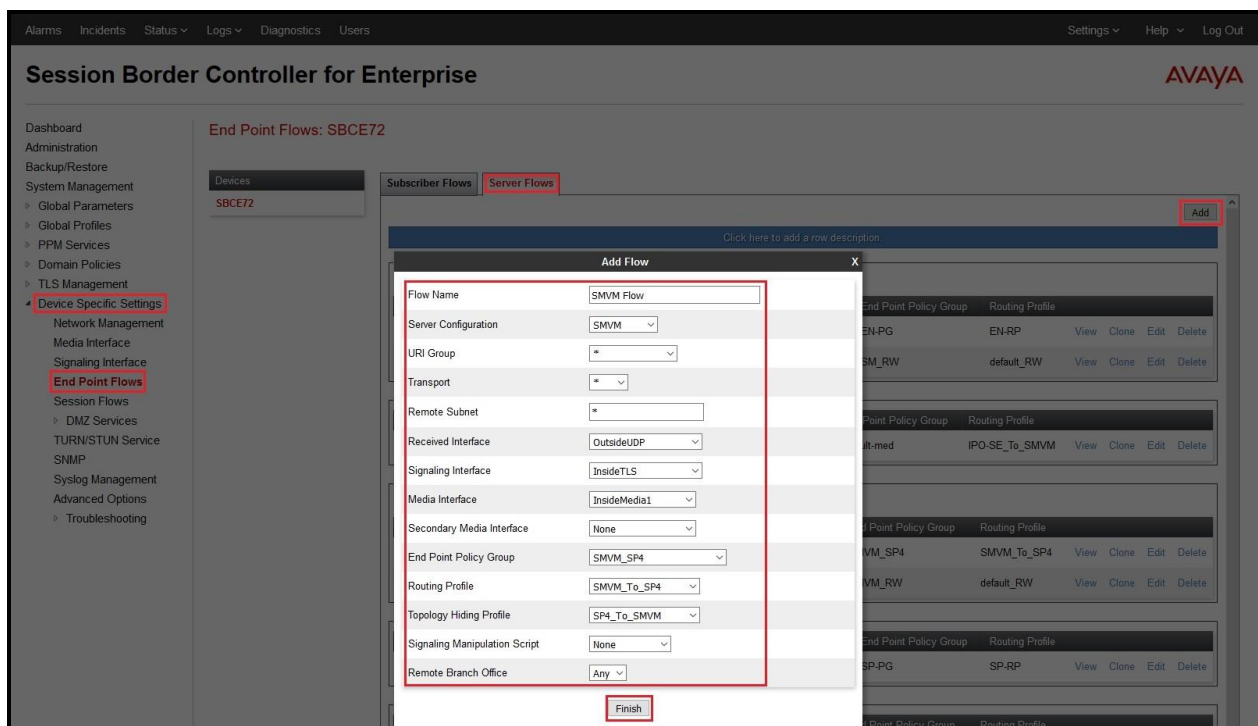 Alarms Incidents Status Logs Diagnostics Users Settings Help Log Out
Session Border Controller for Enterprise
AVAYA
Dashboard
Administration
Backup/Restore
System Management
Global Parameters
Global Profiles
PPM Services
Domain Policies
TLS Management
Device Specific Settings
Network Management
Media Interface
Signaling Interface
End Point Flows
Session Flows
DMZ Services
TURN/STUN Service
SNMP
Syslog Management
Advanced Options
Troubleshooting
End Point Flows: SBCE72
Devices
SBCE72
Subscriber Flows Server Flows
Add
Click here to add a row description.
Add Flow X
Flow Name SMVM Flow
Server Configuration SMVM
URI Group *
Transport *
Remote Subnet *
Received Interface OutsideUDP
Signaling Interface InsideTLS
Media Interface InsideMedia1
Secondary Media Interface None
End Point Policy Group SMVM_SP4
Routing Profile SMVM_To_SP4
Topology Hiding Profile SP4_To_SMVM
Signaling Manipulation Script None
Remote Branch Office Any
Finish
End Point Policy Group Routing Profile
EN-PG EN-RP View Clone Edit Delete
SM_RW default_RW View Clone Edit Delete
Point Policy Group Routing Profile
ult-med IPO-SE_To_SMVM View Clone Edit Delete
d Point Policy Group Routing Profile
VM_SP4 SMVM_To_SP4 View Clone Edit Delete
VM_RW default_RW View Clone Edit Delete
End Point Policy Group Routing Profile
SP-PG SP-RP View Clone Edit Delete
End Point Policy Group Routing Profile